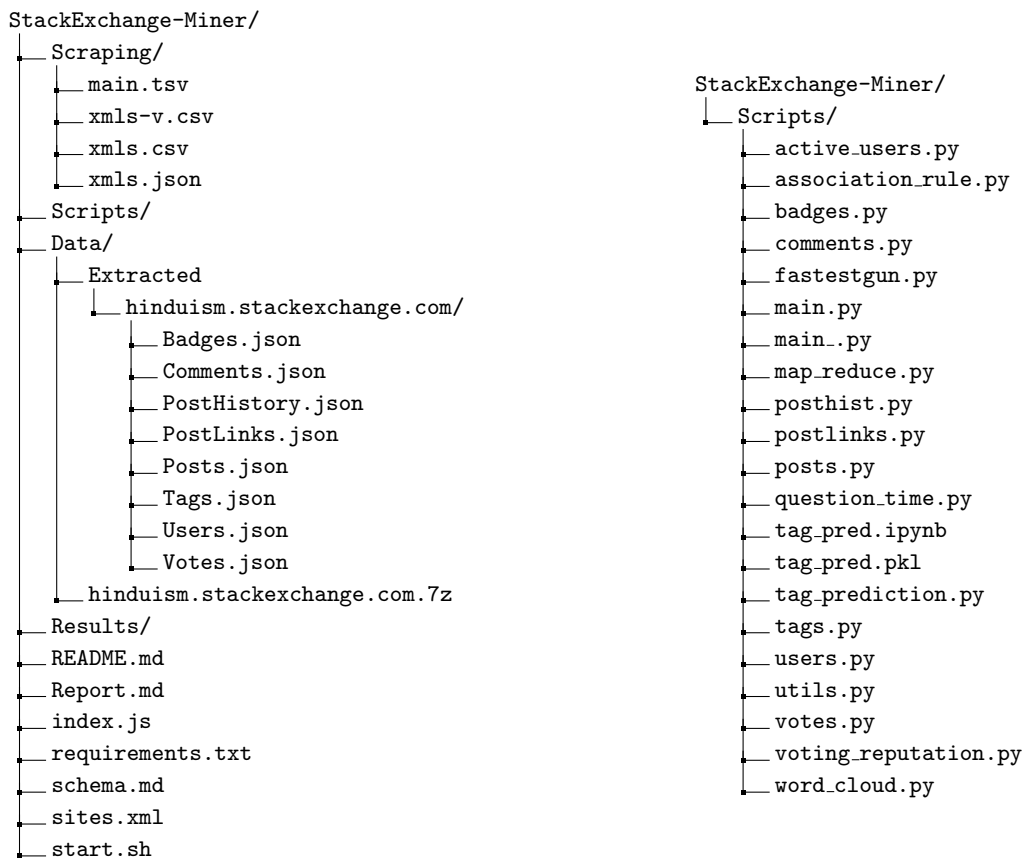 StackExchange-Miner/
Scraping/
main.tsv
xmls-v.csv
xmls.csv
xmls.json
Scripts/
Data/
Extracted
hinduism.stackexchange.com/
Badges.json
Comments.json
PostHistory.json
PostLinks.json
Posts.json
Tags.json
Users.json
Votes.json
hinduism.stackexchange.com.7z
Results/
README.md
Report.md
index.js
requirements.txt
schema.md
sites.xml
start.sh
StackExchange-Miner/
Scripts/
active_users.py
association_rule.py
badges.py
comments.py
fastestgun.py
main.py
main_.py
map_reduce.py
posthist.py
postlinks.py
posts.py
question_time.py
tag_pred.ipynb
tag_pred.pkl
tag_prediction.py
tags.py
users.py
utils.py
votes.py
voting_reputation.py
word_cloud.py